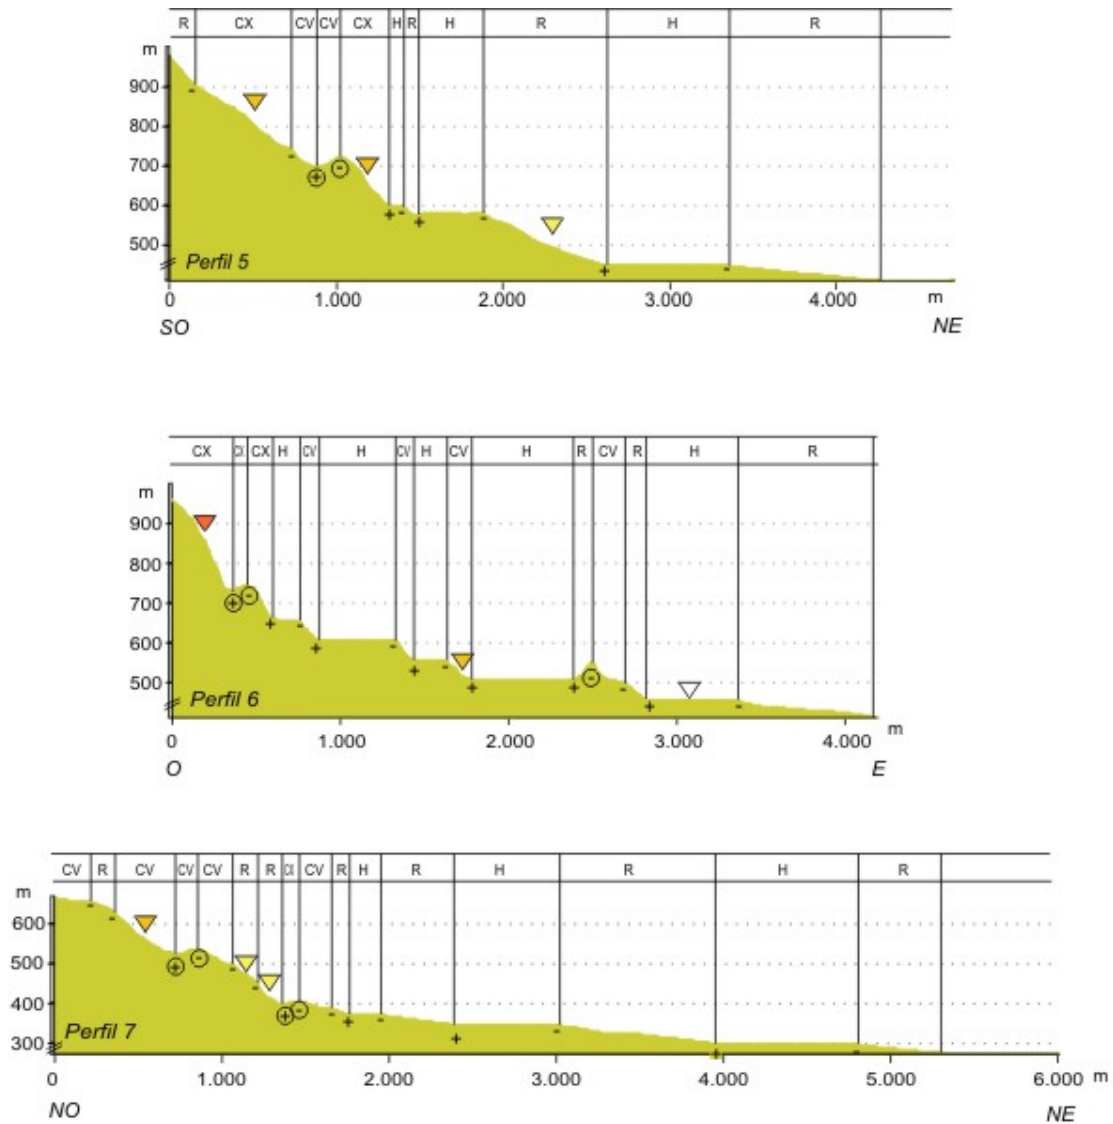 R CX CV CV CX H R H R H R
m
900
800
700
600
500
Perfil 5
0 1.000 2.000 3.000 4.000 m
SO NE
CX CX H CV H CV H CV H R CV R H R
m
900
800
700
600
500
Perfil 6
0 1.000 2.000 3.000 4.000 m
O E
CV R CV CV CV R R CV R H R H R H R
m
600
500
400
300
Perfil 7
0 1.000 2.000 3.000 4.000 5.000 6.000 m
NO NE